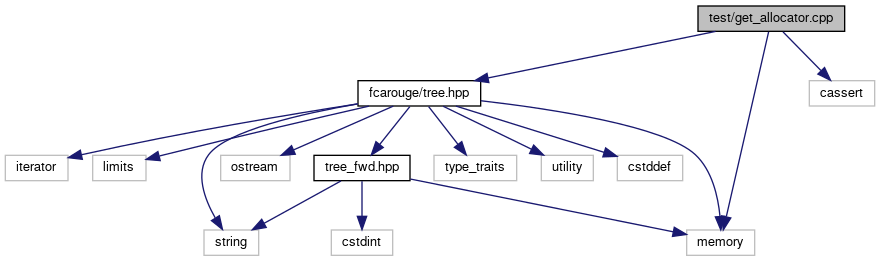 test/get_allocator.cpp
fcarouge/tree.hpp
cassert
iterator
limits
ostream
tree_fwd.hpp
type_traits
utility
cstddef
string
cstdint
memory